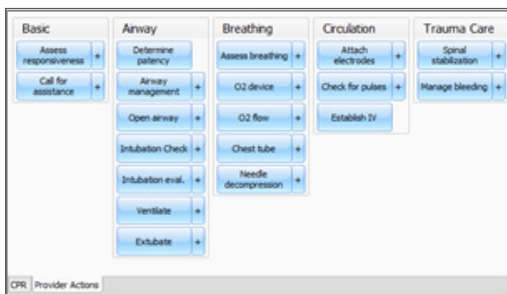 Basic
Assess
responsiveness +
Call for
assistance +
Airway
Determine
patency
Airway
management +
Open airway +
Intubation Check +
Intubation eval. +
Ventilate +
Extubate +
Breathing
Assess breathing +
O2 device +
O2 flow +
Chest tube +
Needle
decompression +
Circulation
Attach
electrodes +
Check for pulses +
Establish IV
Trauma Care
Spinal
stabilization +
Manage bleeding +
CPR Provider Actions